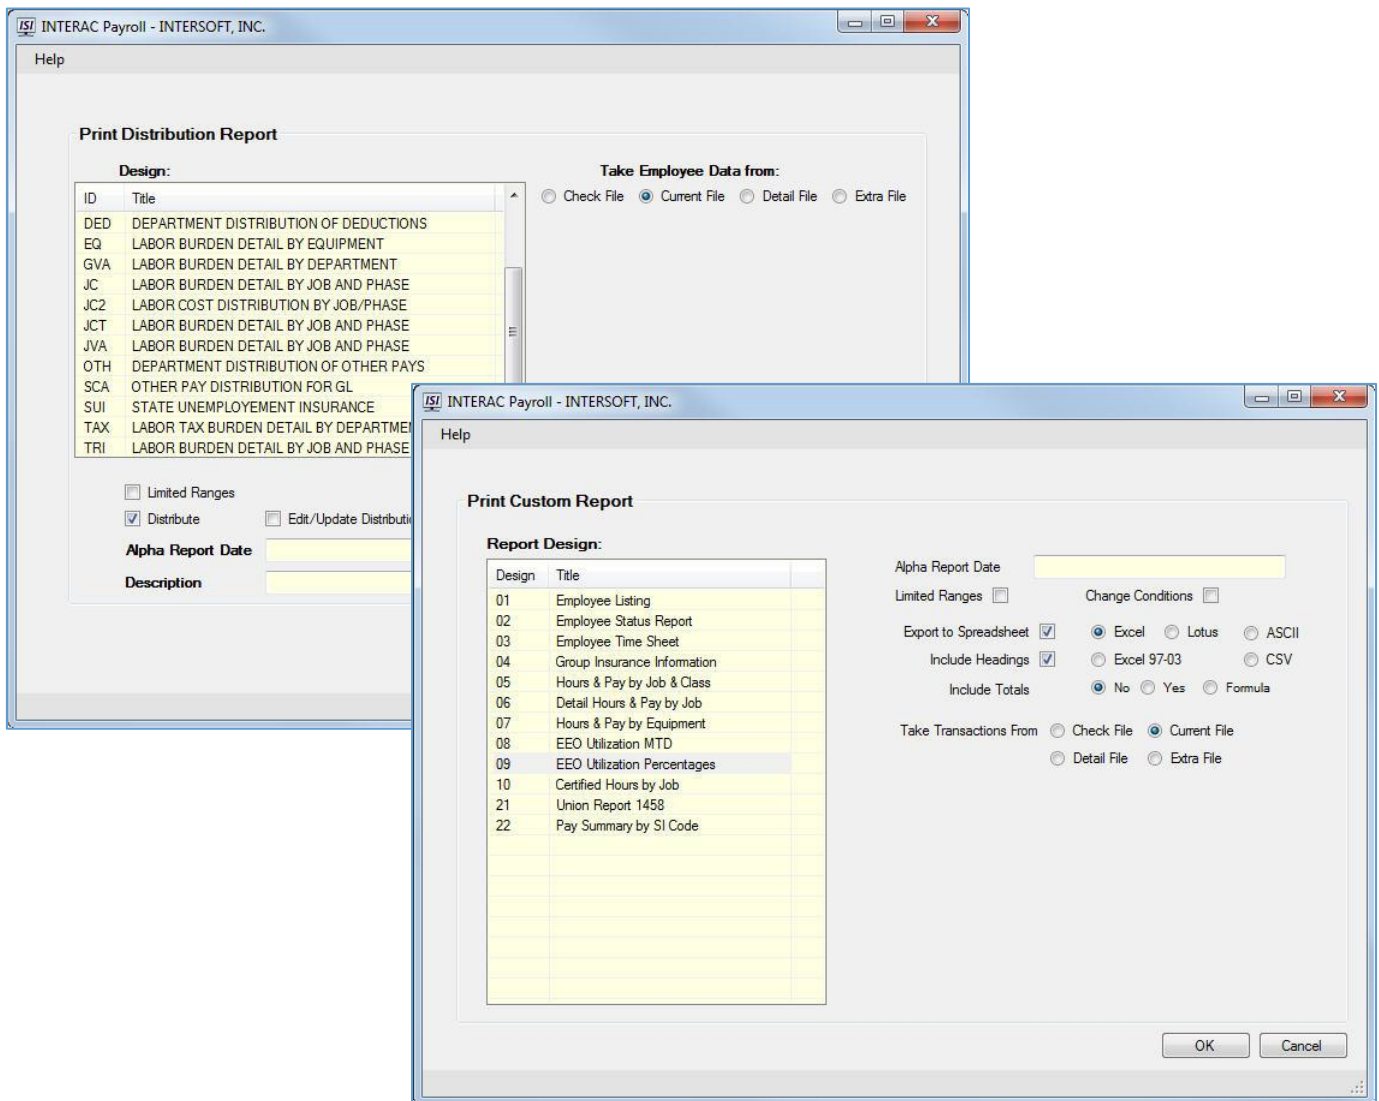 ISI INTERAC Payroll - INTERSOFT, INC.
Help
Print Distribution Report
Design:
Take Employee Data from:
ID Title
Check File Current File Detail File Extra File
DED DEPARTMENT DISTRIBUTION OF DEDUCTIONS
EQ LABOR BURDEN DETAIL BY EQUIPMENT
GVA LABOR BURDEN DETAIL BY DEPARTMENT
JC LABOR BURDEN DETAIL BY JOB AND PHASE
JC2 LABOR COST DISTRIBUTION BY JOB/PHASE
JCT LABOR BURDEN DETAIL BY JOB AND PHASE
JVA LABOR BURDEN DETAIL BY JOB AND PHASE
OTH DEPARTMENT DISTRIBUTION OF OTHER PAYS
SCA OTHER PAY DISTRIBUTION FOR GL
SUI STATE UNEMPLOYEMENT INSURANCE
TAX LABOR TAX BURDEN DETAIL BY DEPARTME
TRI LABOR BURDEN DETAIL BY JOB AND PHASE
Limited Ranges
Distribute Edit/Update Distributi
Alpha Report Date
Description
ISI INTERAC Payroll - INTERSOFT, INC.
Help
Print Custom Report
Report Design:
Design Title
01 Employee Listing
02 Employee Status Report
03 Employee Time Sheet
04 Group Insurance Information
05 Hours & Pay by Job & Class
06 Detail Hours & Pay by Job
07 Hours & Pay by Equipment
08 EEO Utilization MTD
09 EEO Utilization Percentages
10 Certified Hours by Job
21 Union Report 1458
22 Pay Summary by SI Code
Alpha Report Date
Limited Ranges Change Conditions
Export to Spreadsheet Excel Lotus ASCII
Include Headings Excel 97-03 CSV
Include Totals No Yes Formula
Take Transactions From Check File Current File
Detail File Extra File
OK Cancel